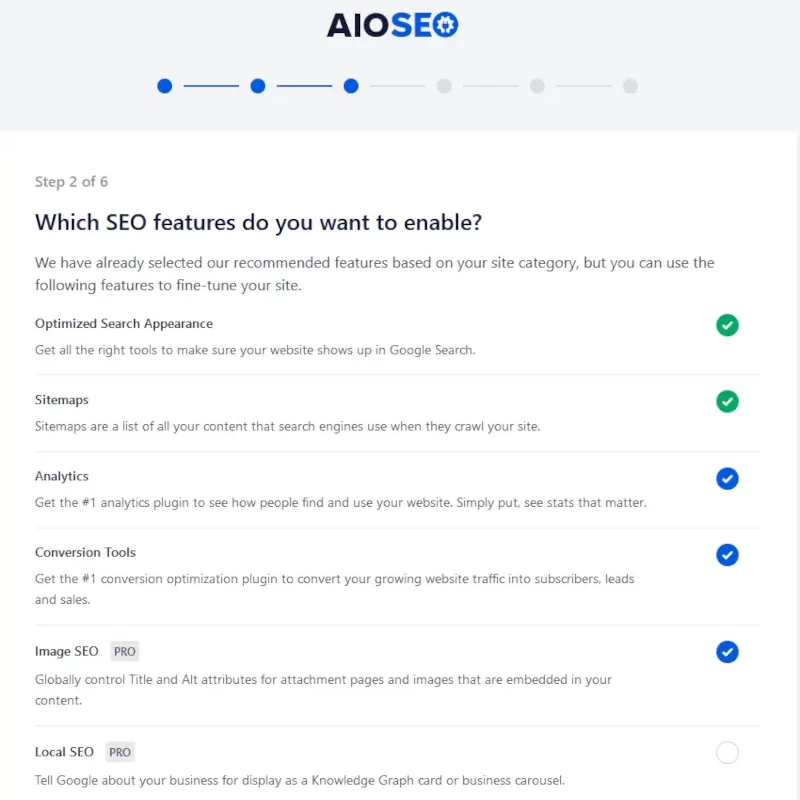 AIOSEO
Step 2 of 6
Which SEO features do you want to enable?
We have already selected our recommended features based on your site category, but you can use the
following features to fine-tune your site.
Optimized Search Appearance
Get all the right tools to make sure your website shows up in Google Search.
Sitemaps
Sitemaps are a list of all your content that search engines use when they crawl your site.
Analytics
Get the #1 analytics plugin to see how people find and use your website. Simply put, see stats that matter.
Conversion Tools
Get the #1 conversion optimization plugin to convert your growing website traffic into subscribers, leads
and sales.
Image SEO PRO
Globally control Title and Alt attributes for attachment pages and images that are embedded in your
content.
Local SEO PRO
Tell Google about your business for display as a Knowledge Graph card or business carousel.